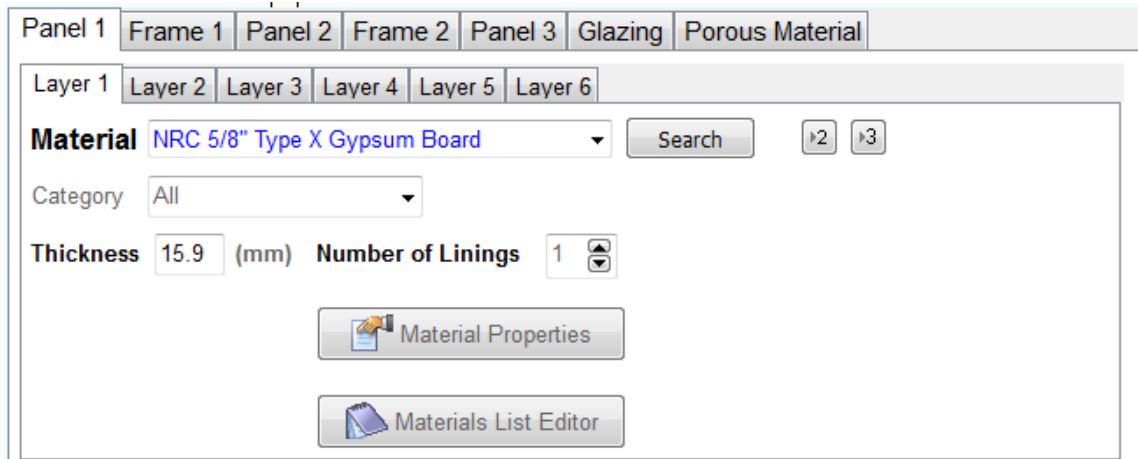 Panel 1 Frame 1 Panel 2 Frame 2 Panel 3 Glazing Porous Material
Layer 1 Layer 2 Layer 3 Layer 4 Layer 5 Layer 6
Material NRC 5/8" Type X Gypsum Board Search 2 3
Category All
Thickness 15.9 (mm) Number of Linings 1
Material Properties
Materials List Editor